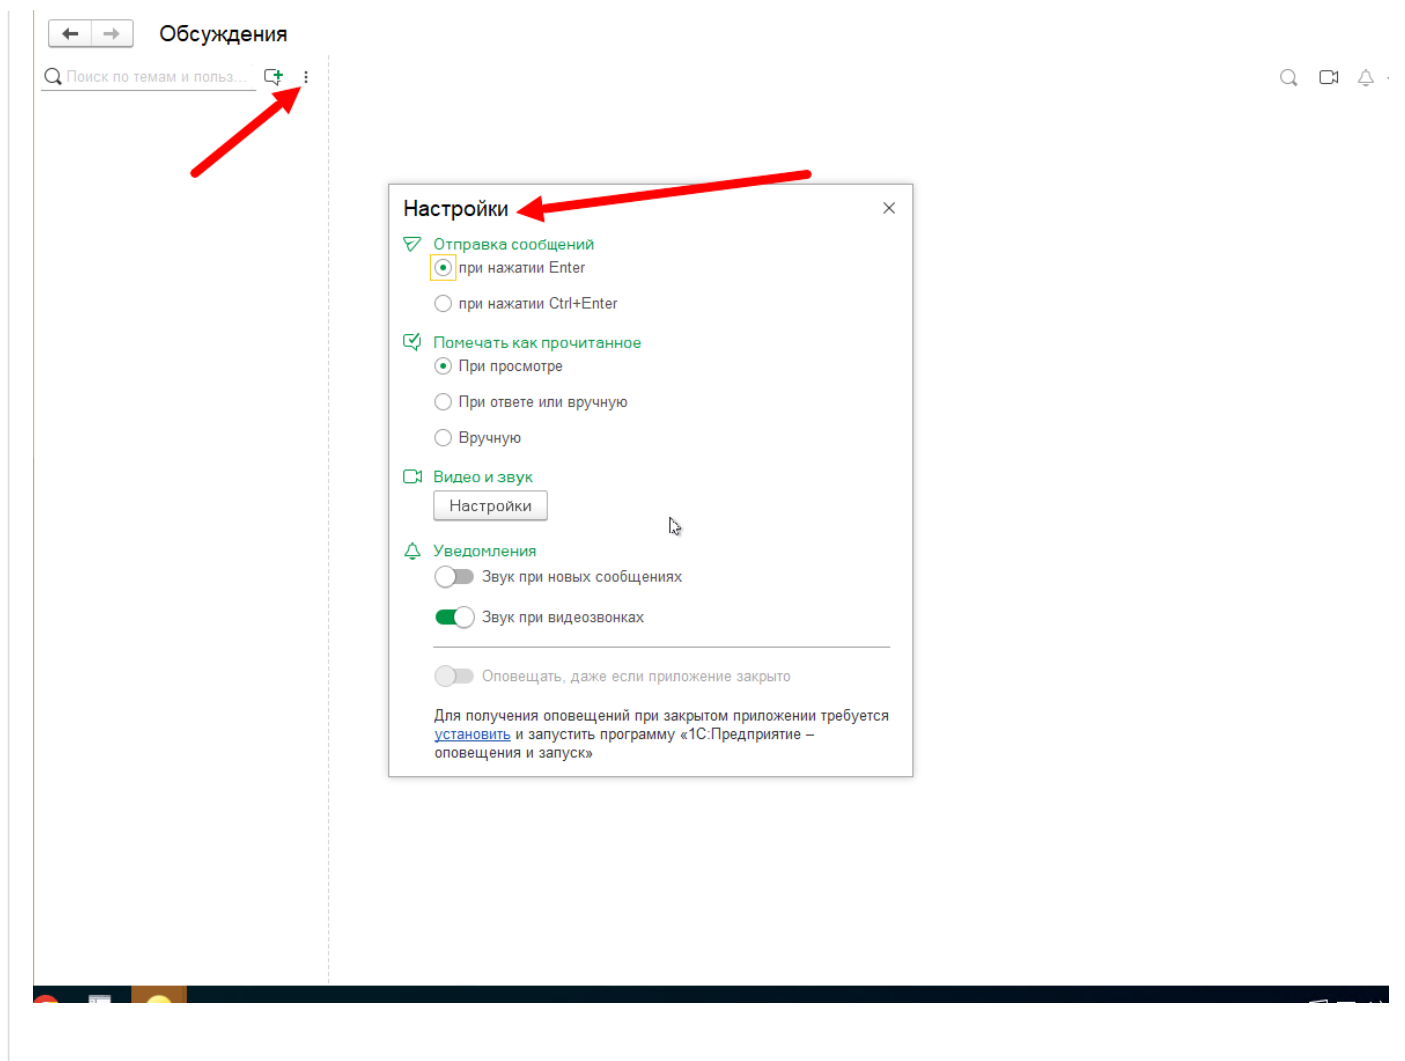 Обсуждения
Поиск по темам и польз...
Настройки
Отправка сообщений
при нажатии Enter
при нажатии Ctrl+Enter
Помечать как прочитанное
При просмотре
При ответе или вручную
Вручную
Видео и звук
Настройки
Уведомления
Звук при новых сообщениях
Звук при видеозвонках
Оповещать, даже если приложение закрыто
Для получения оповещений при закрытом приложении требуется
установить и запустить программу «1С:Предприятие –
оповещения и запуск»